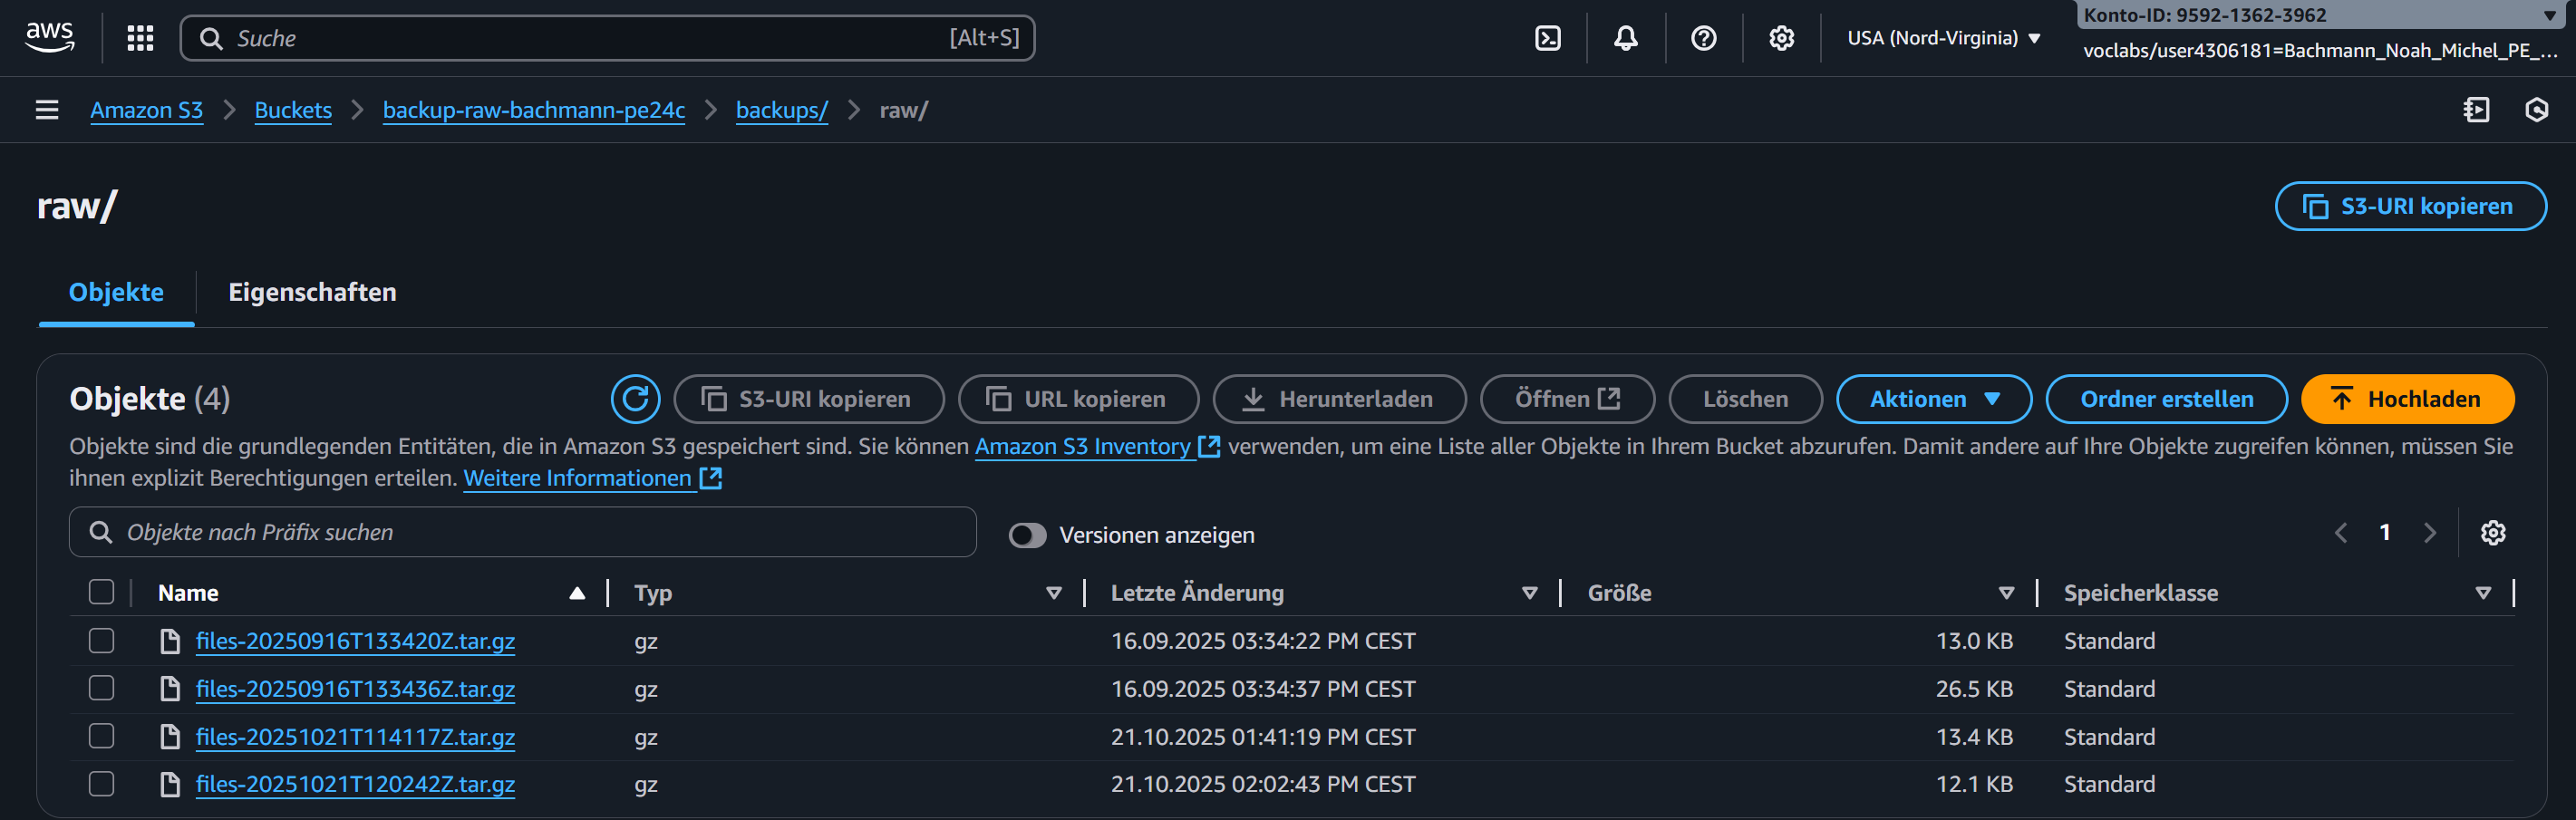 aws
Suche [Alt+S]
USA (Nord-Virginia)
Konto-ID: 9592-1362-3962
voclabs/user4306181=Bachmann_Noah_Michel_PE_...
Amazon S3 > Buckets > backup-raw-bachmann-pe24c > backups/ > raw/
raw/
S3-URI kopieren
Objekte Eigenschaften
Objekte (4)
S3-URI kopieren URL kopieren Herunterladen Öffnen Löschen Aktionen Ordner erstellen Hochladen
Objekte sind die grundlegenden Entitäten, die in Amazon S3 gespeichert sind. Sie können Amazon S3 Inventory verwenden, um eine Liste aller Objekte in Ihrem Bucket abzurufen. Damit andere auf Ihre Objekte zugreifen können, müssen Sie
ihnen explizit Berechtigungen erteilen. Weitere Informationen
Objekte nach Präfix suchen Versionen anzeigen 1
Name Typ Letzte Änderung Größe Speicherklasse
files-20250916T133420Z.tar.gz gz 16.09.2025 03:34:22 PM CEST 13.0 KB Standard
files-20250916T133436Z.tar.gz gz 16.09.2025 03:34:37 PM CEST 26.5 KB Standard
files-20251021T114117Z.tar.gz gz 21.10.2025 01:41:19 PM CEST 13.4 KB Standard
files-20251021T120242Z.tar.gz gz 21.10.2025 02:02:43 PM CEST 12.1 KB Standard